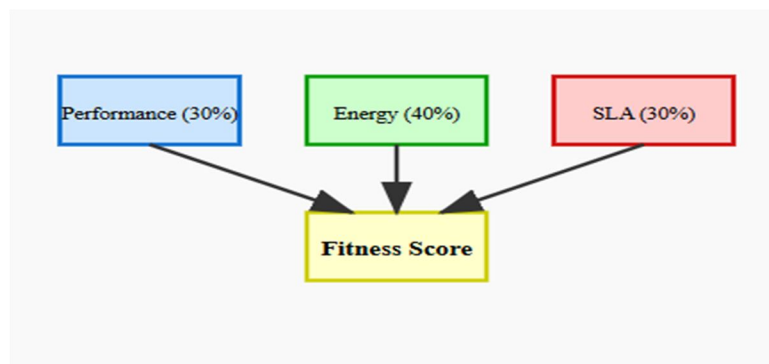 Performance (30%)
Energy (40%)
SLA (30%)
Fitness Score